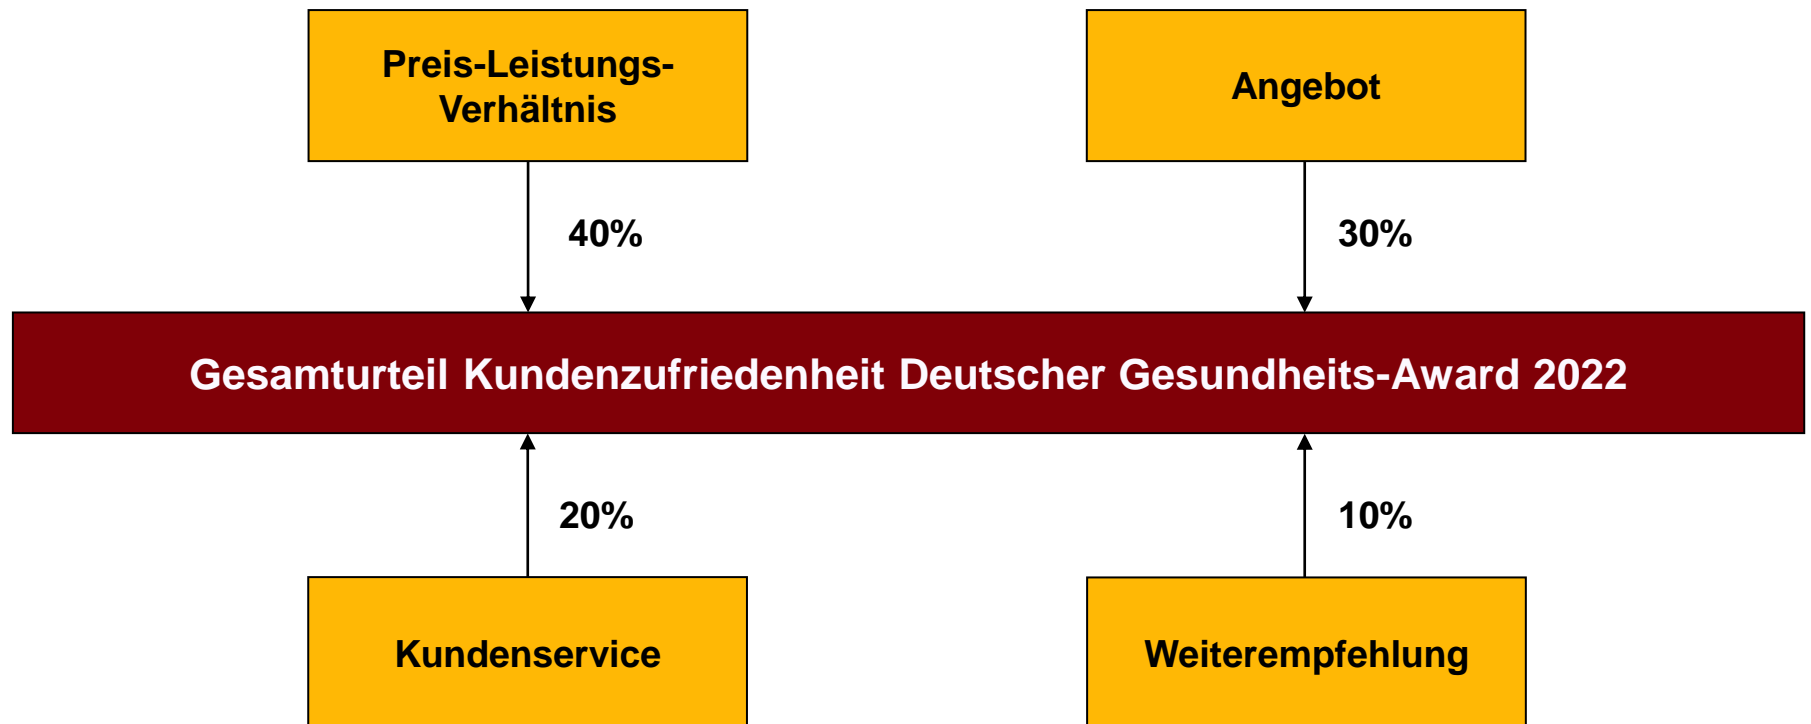 Preis-Leistungs-
Verhältnis
Angebot
40%
30%
Gesamturteil Kundenzufriedenheit Deutscher Gesundheits-Award 2022
20%
10%
Kundenservice
Weiterempfehlung